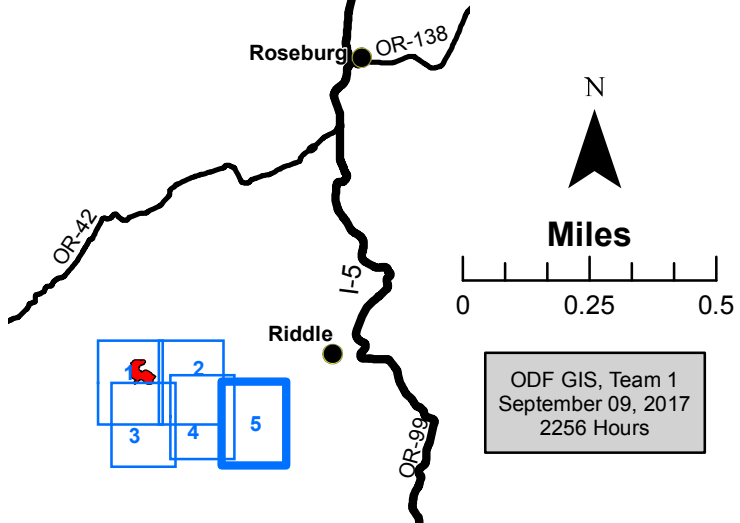 Roseburg
OR-138
N
OR-42
Miles
I-5
0 0.25 0.5
Riddle
1 2
3 4 5
ODF GIS, Team 1
September 09, 2017
2256 Hours
OR-99